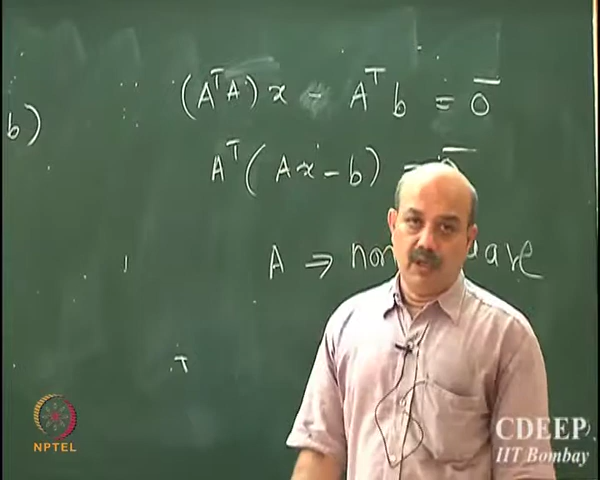 b)
(AᵀA)x - Aᵀb = 0̅
Aᵀ(Ax - b) =
A ⇒
T
NPTEL
CDEEP
IIT Bombay